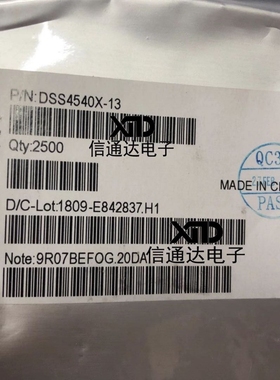 P/N:DSS4540X-13
XTD
Qty:2500
信通达电子
QC3
MADE IN C
PAS
D/C-Lot:1809-E842837.H1
XTD
信通达电子
Note:9R07BEFOG.20DA